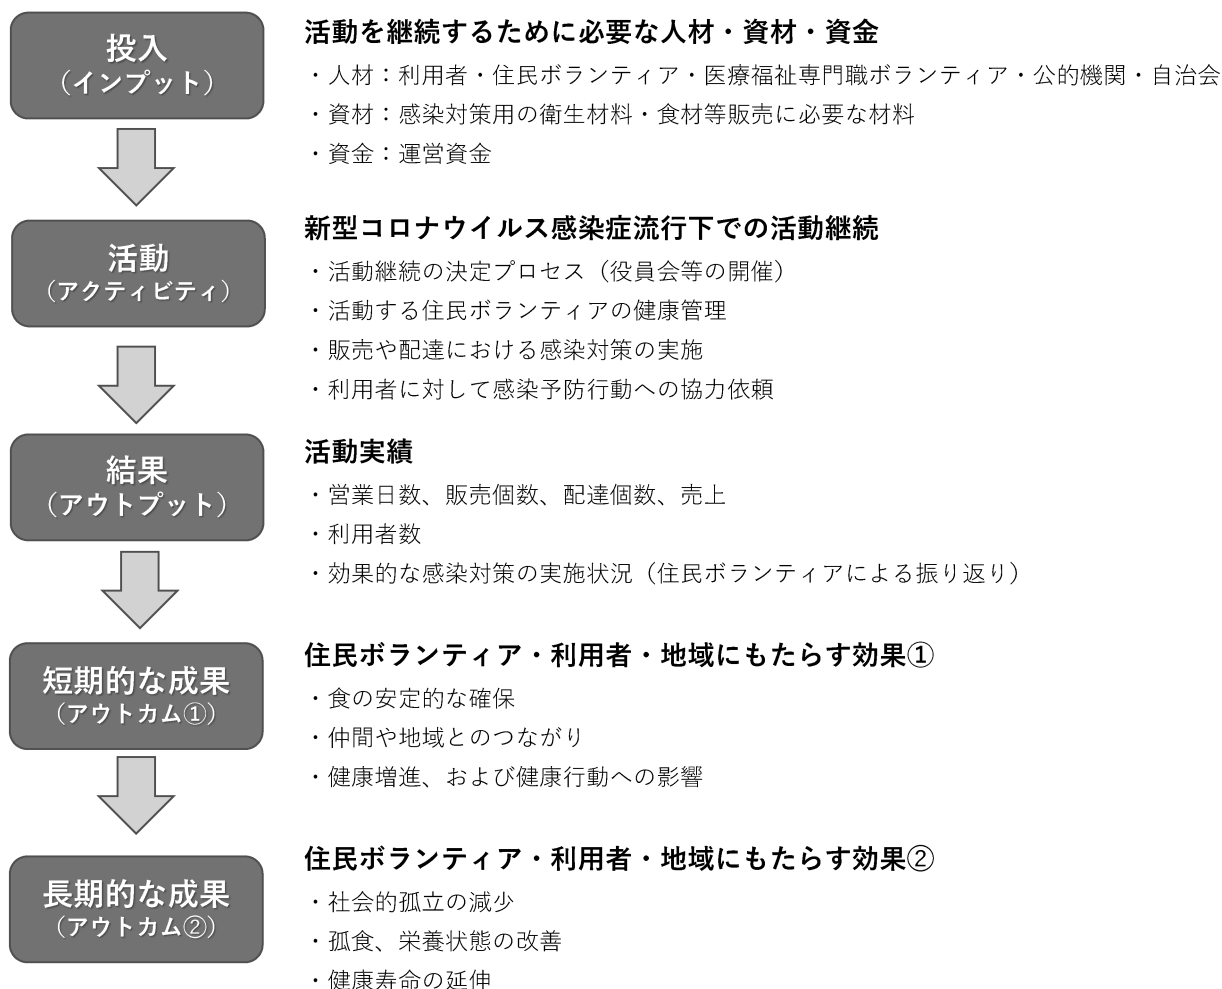 投入
（インプット）
活動を継続するために必要な人材・資材・資金
・人材：利用者・住民ボランティア・医療福祉専門職ボランティア・公的機関・自治会
・資材：感染対策用の衛生材料・食材等販売に必要な材料
・資金：運営資金
活動
（アクティビティ）
新型コロナウイルス感染症流行下での活動継続
・活動継続の決定プロセス（役員会等の開催）
・活動する住民ボランティアの健康管理
・販売や配達における感染対策の実施
・利用者に対して感染予防行動への協力依頼
結果
（アウトプット）
活動実績
・営業日数、販売個数、配達個数、売上
・利用者数
・効果的な感染対策の実施状況（住民ボランティアによる振り返り）
短期的な成果
（アウトカム①）
住民ボランティア・利用者・地域にもたらす効果①
・食の安定的な確保
・仲間や地域とのつながり
・健康増進、および健康行動への影響
長期的な成果
（アウトカム②）
住民ボランティア・利用者・地域にもたらす効果②
・社会的孤立の減少
・孤食、栄養状態の改善
・健康寿命の延伸